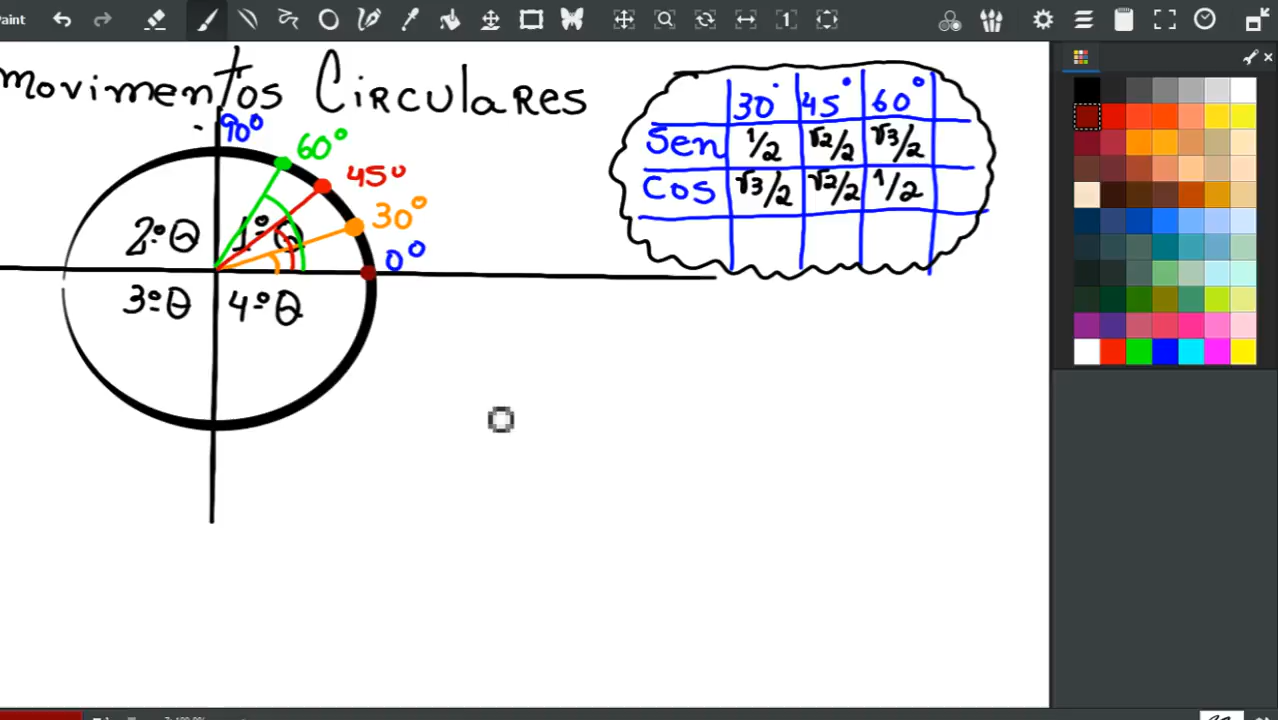 Paint
movimentos Circulares
90°
60°
45°
30°
0°
2°Q
1°Q
3°Q
4°Q
30° 45° 60°
Sen 1/2 √2/2 √3/2
Cos √3/2 √2/2 1/2